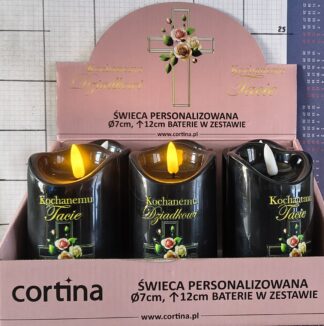 25
Kochanemu
Dziadkowi
Kochanemu
Tacie
ŚWIECA PERSONALIZOWANA
Ø7cm, ↑12cm BATERIE W ZESTAWIE
www.cortina.pl
Kochanemu
Tacie
Kochanemu
Dziadkowi
Kochanemu
Tacie
cortina
ŚWIECA PERSONALIZOWANA
Ø7cm, ↑12cm BATERIE W ZESTAWIE
www.cortina.pl